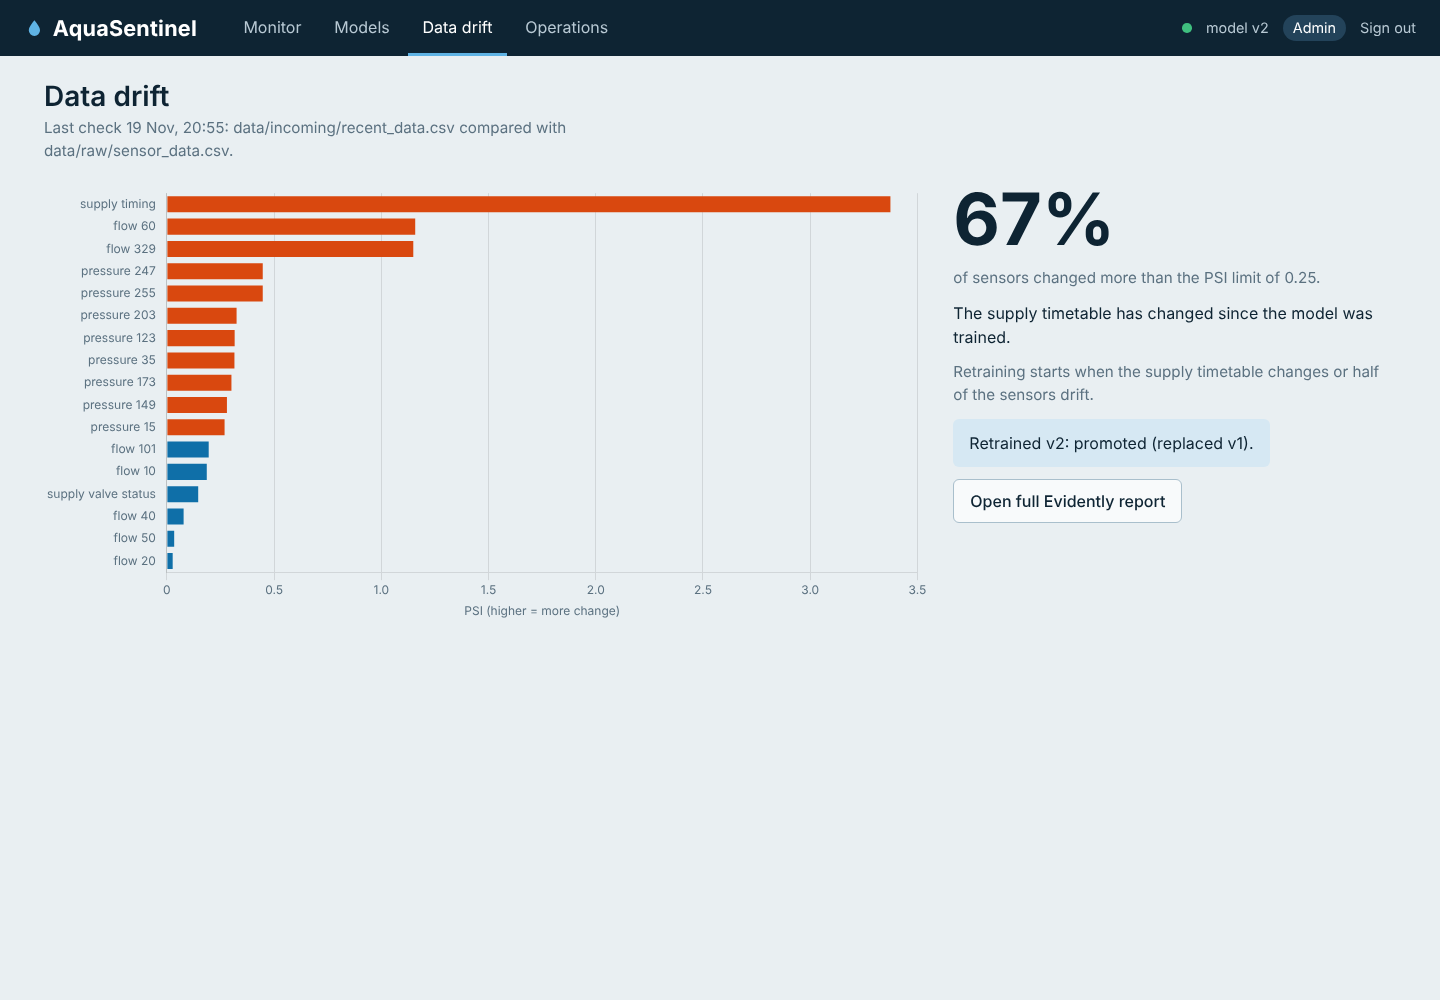 AquaSentinel
Monitor
Models
Data drift
Operations
model v2
Admin
Sign out
Data drift
Last check 19 Nov, 20:55: data/incoming/recent_data.csv compared with
data/raw/sensor_data.csv.
supply timing
flow 60
flow 329
pressure 247
pressure 255
pressure 203
pressure 123
pressure 35
pressure 173
pressure 149
pressure 15
flow 101
flow 10
supply valve status
flow 40
flow 50
flow 20
0 0.5 1.0 1.5 2.0 2.5 3.0 3.5
PSI (higher = more change)
67%
of sensors changed more than the PSI limit of 0.25.
The supply timetable has changed since the model was
trained.
Retraining starts when the supply timetable changes or half
of the sensors drift.
Retrained v2: promoted (replaced v1).
Open full Evidently report